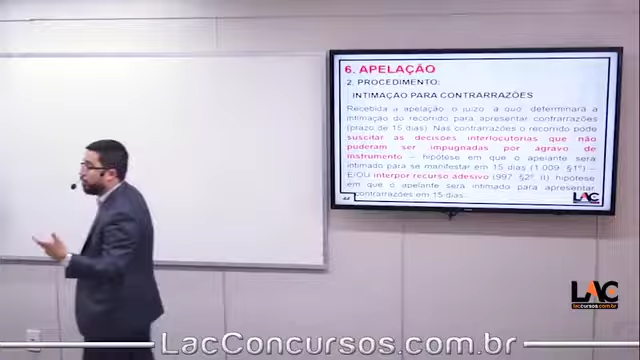 6. APELAÇÃO
2. PROCEDIMENTO:
INTIMAÇÃO PARA CONTRARRAZÕES
Recebida a apelação o juízo a quo determinará a
intimação do recorrido para apresentar contrarrazões
(prazo de 15 dias). Nas contrarrazões o recorrido pode
suscitar as decisões interlocutórias que não
puderam ser impugnadas por agravo de
instrumento – hipótese em que o apelante será
intimado para se manifestar em 15 dias (1.009, §1º) –
E/OU interpor recurso adesivo (997, §2º, II) hipótese
em que o apelante será intimado para apresentar
contrarrazões em 15 dias.
44
LAC
LAC
laccursos.com.br
LacConcursos.com.br